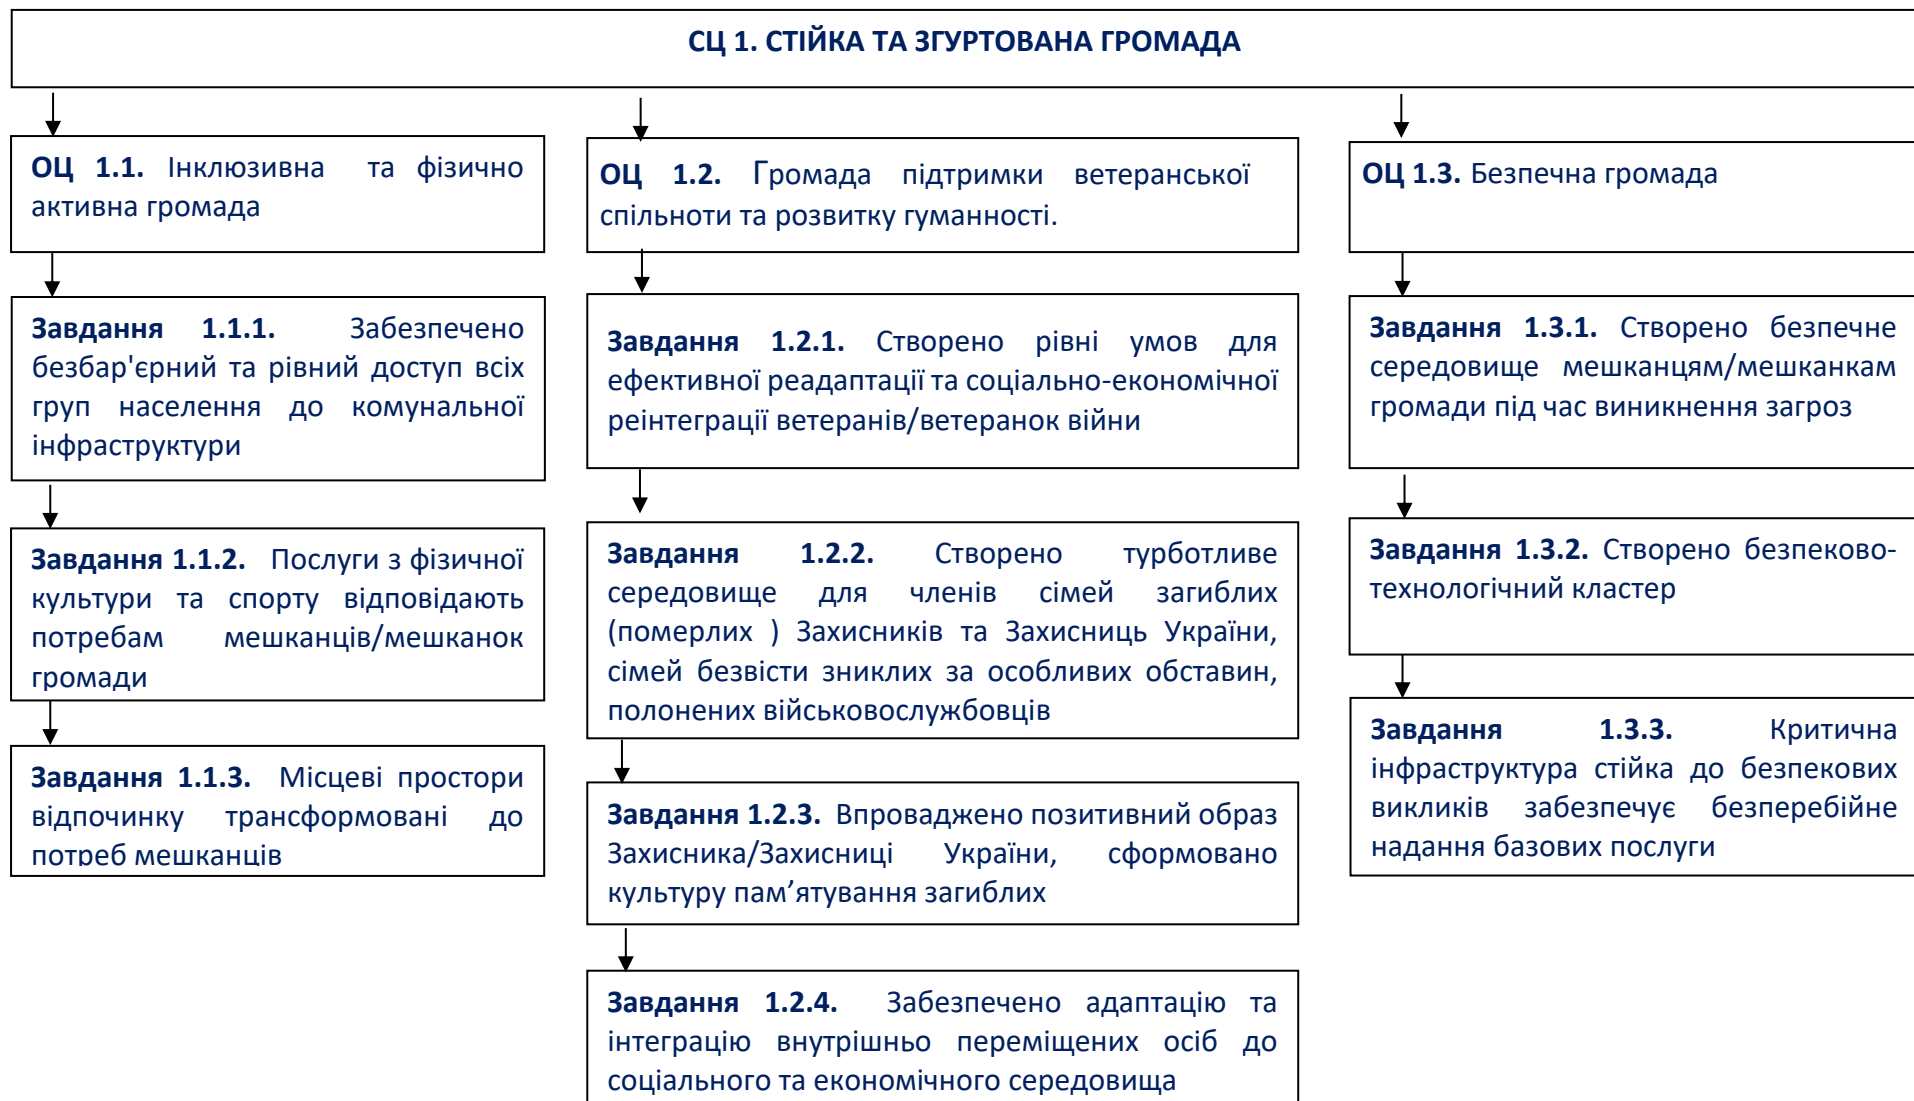 СЦ 1. СТІЙКА ТА ЗГУРТОВАНА ГРОМАДА
ОЦ 1.1. Інклюзивна та фізично
активна громада
Завдання 1.1.1. Забезпечено
безбар'єрний та рівний доступ всіх
груп населення до комунальної
інфраструктури
Завдання 1.1.2. Послуги з фізичної
культури та спорту відповідають
потребам мешканців/мешканок
громади
Завдання 1.1.3. Місцеві простори
відпочинку трансформовані до
потреб мешканців
ОЦ 1.2. Громада підтримки ветеранської
спільноти та розвитку гуманності.
Завдання 1.2.1. Створено рівні умов для
ефективної реадаптації та соціально-економічної
реінтеграції ветеранів/ветеранок війни
Завдання 1.2.2. Створено турботливе
середовище для членів сімей загиблих
(померлих ) Захисників та Захисниць України,
сімей безвісти зниклих за особливих обставин,
полонених військовослужбовців
Завдання 1.2.3. Впроваджено позитивний образ
Захисника/Захисниці України, сформовано
культуру пам’ятування загиблих
Завдання 1.2.4. Забезпечено адаптацію та
інтеграцію внутрішньо переміщених осіб до
соціального та економічного середовища
ОЦ 1.3. Безпечна громада
Завдання 1.3.1. Створено безпечне
середовище мешканцям/мешканкам
громади під час виникнення загроз
Завдання 1.3.2. Створено безпеково-
технологічний кластер
Завдання 1.3.3. Критична
інфраструктура стійка до безпекових
викликів забезпечує безперебійне
надання базових послуги